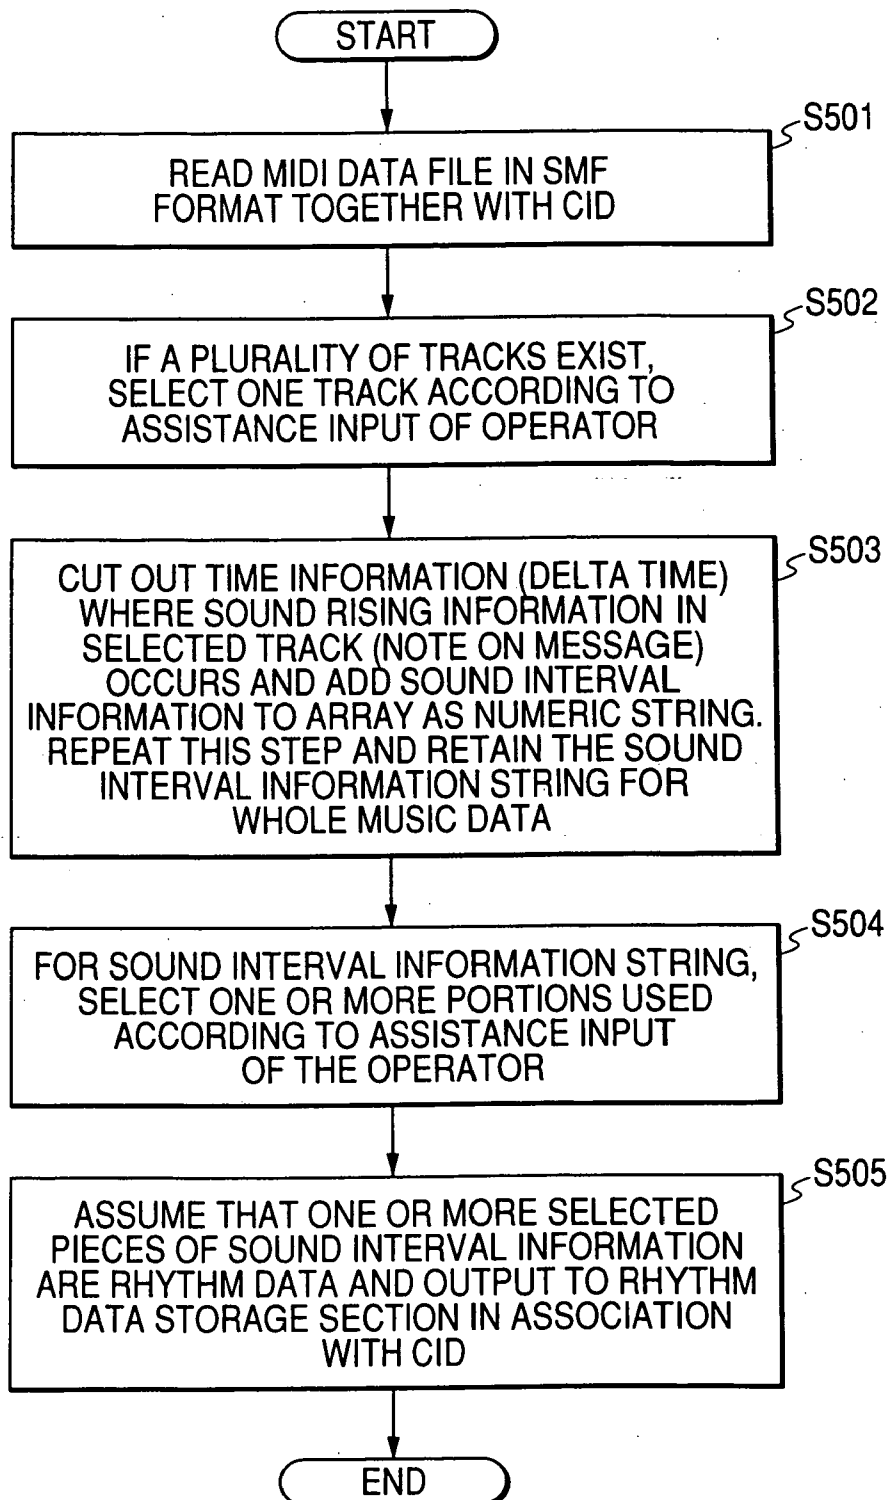 START
S501
READ MIDI DATA FILE IN SMF
FORMAT TOGETHER WITH CID
S502
IF A PLURALITY OF TRACKS EXIST,
SELECT ONE TRACK ACCORDING TO
ASSISTANCE INPUT OF OPERATOR
S503
CUT OUT TIME INFORMATION (DELTA TIME)
WHERE SOUND RISING INFORMATION IN
SELECTED TRACK (NOTE ON MESSAGE)
OCCURS AND ADD SOUND INTERVAL
INFORMATION TO ARRAY AS NUMERIC STRING.
REPEAT THIS STEP AND RETAIN THE SOUND
INTERVAL INFORMATION STRING FOR
WHOLE MUSIC DATA
S504
FOR SOUND INTERVAL INFORMATION STRING,
SELECT ONE OR MORE PORTIONS USED
ACCORDING TO ASSISTANCE INPUT
OF THE OPERATOR
S505
ASSUME THAT ONE OR MORE SELECTED
PIECES OF SOUND INTERVAL INFORMATION
ARE RHYTHM DATA AND OUTPUT TO RHYTHM
DATA STORAGE SECTION IN ASSOCIATION
WITH CID
END